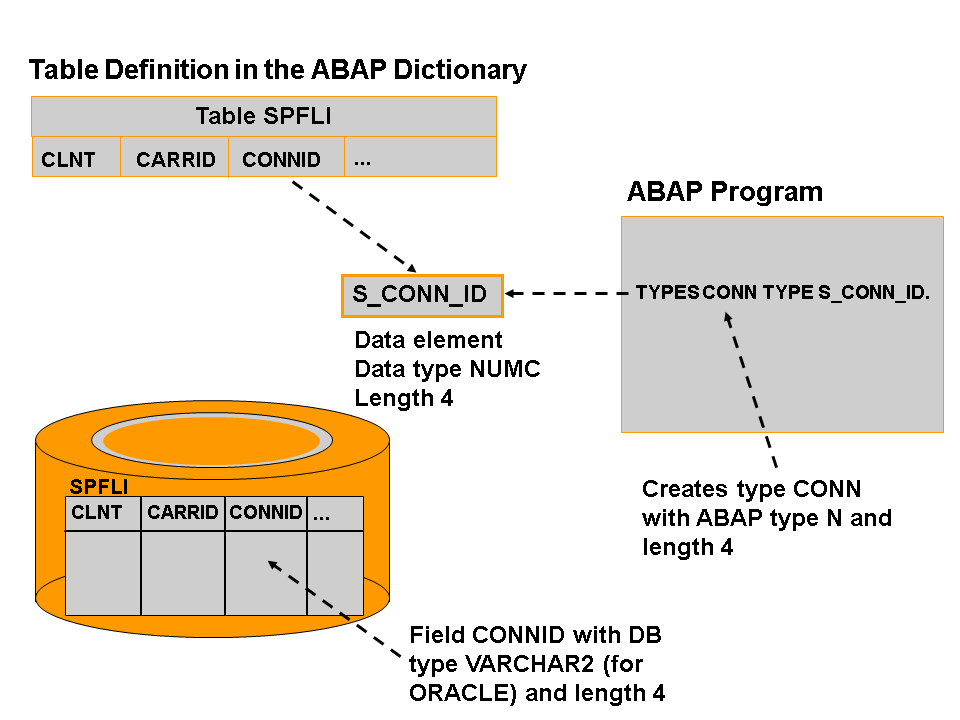 Table Definition in the ABAP Dictionary
Table SPFLI
CLNT CARRID CONNID ...
ABAP Program
TYPES CONN TYPE S_CONN_ID.
S_CONN_ID
Data element
Data type NUMC
Length 4
SPFLI
CLNT CARRID CONNID ...
Creates type CONN
with ABAP type N and
length 4
Field CONNID with DB
type VARCHAR2 (for
ORACLE) and length 4